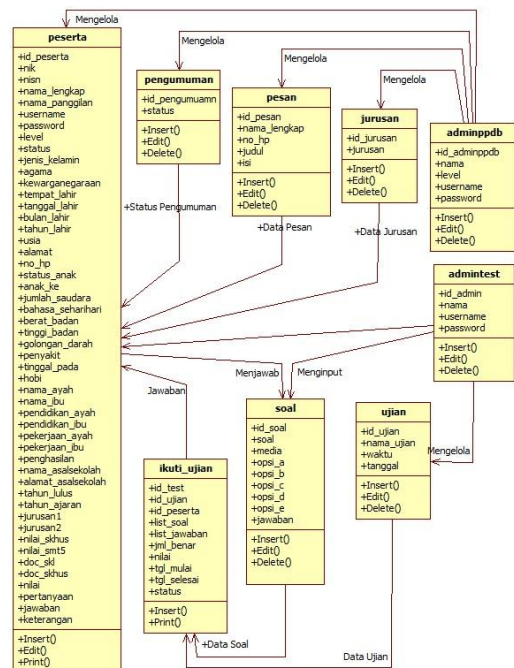 Mengelola
peserta
+id_peserta
+nik
+nisn
+nama_lengkap
+nama_panggilan
+username
+password
+level
+status
+jenis_kelamin
+agama
+kewarganegaraan
+tempat_lahir
+tanggal_lahir
+bulan_lahir
+tahun_lahir
+usia
+alamat
+no_hp
+status_anak
+anak_ke
+jumlah_saudara
+bahasa_seharihari
+berat_badan
+tinggi_badan
+golongan_darah
+penyakit
+tinggal_pada
+hobi
+nama_ayah
+nama_ibu
+pendidikan_ayah
+pendidikan_ibu
+pekerjaan_ayah
+pekerjaan_ibu
+penghasilan
+nama_asalsekolah
+alamat_asalsekolah
+tahun_lulus
+tahun_ajaran
+jurusan1
+jurusan2
+nilai_skhus
+nilai_smt5
+doc_skl
+doc_skhus
+nilai
+pertanyaan
+jawaban
+keterangan
+Insert()
+Edit()
+Print()
Mengelola
pengumuman
+id_pengumuamn
+status
+Insert()
+Edit()
+Delete()
+Status Pengumuman
Mengelola
pesan
+id_pesan
+nama_lengkap
+no_hp
+judul
+isi
+Insert()
+Edit()
+Delete()
+Data Pesan
Mengelola
jurusan
+id_jurusan
+jurusan
+Insert()
+Edit()
+Delete()
+Data Jurusan
adminppdb
+id_adminppdb
+nama
+level
+username
+password
+Insert()
+Edit()
+Delete()
admintest
+id_admin
+nama
+username
+password
+Insert()
+Edit()
+Delete()
Menjawab
Menginput
Jawaban
soal
+id_soal
+soal
+media
+opsi_a
+opsi_b
+opsi_c
+opsi_d
+opsi_e
+jawaban
+Insert()
+Edit()
+Delete()
ujian
+id_ujian
+nama_ujian
+waktu
+tanggal
+Insert()
+Edit()
+Delete()
Mengelola
ikuti_ujian
+id_test
+id_ujian
+id_peserta
+list_soal
+list_jawaban
+jml_benar
+nilai
+tgl_mulai
+tgl_selesai
+status
+Insert()
+Print()
+Data Soal
Data Ujian